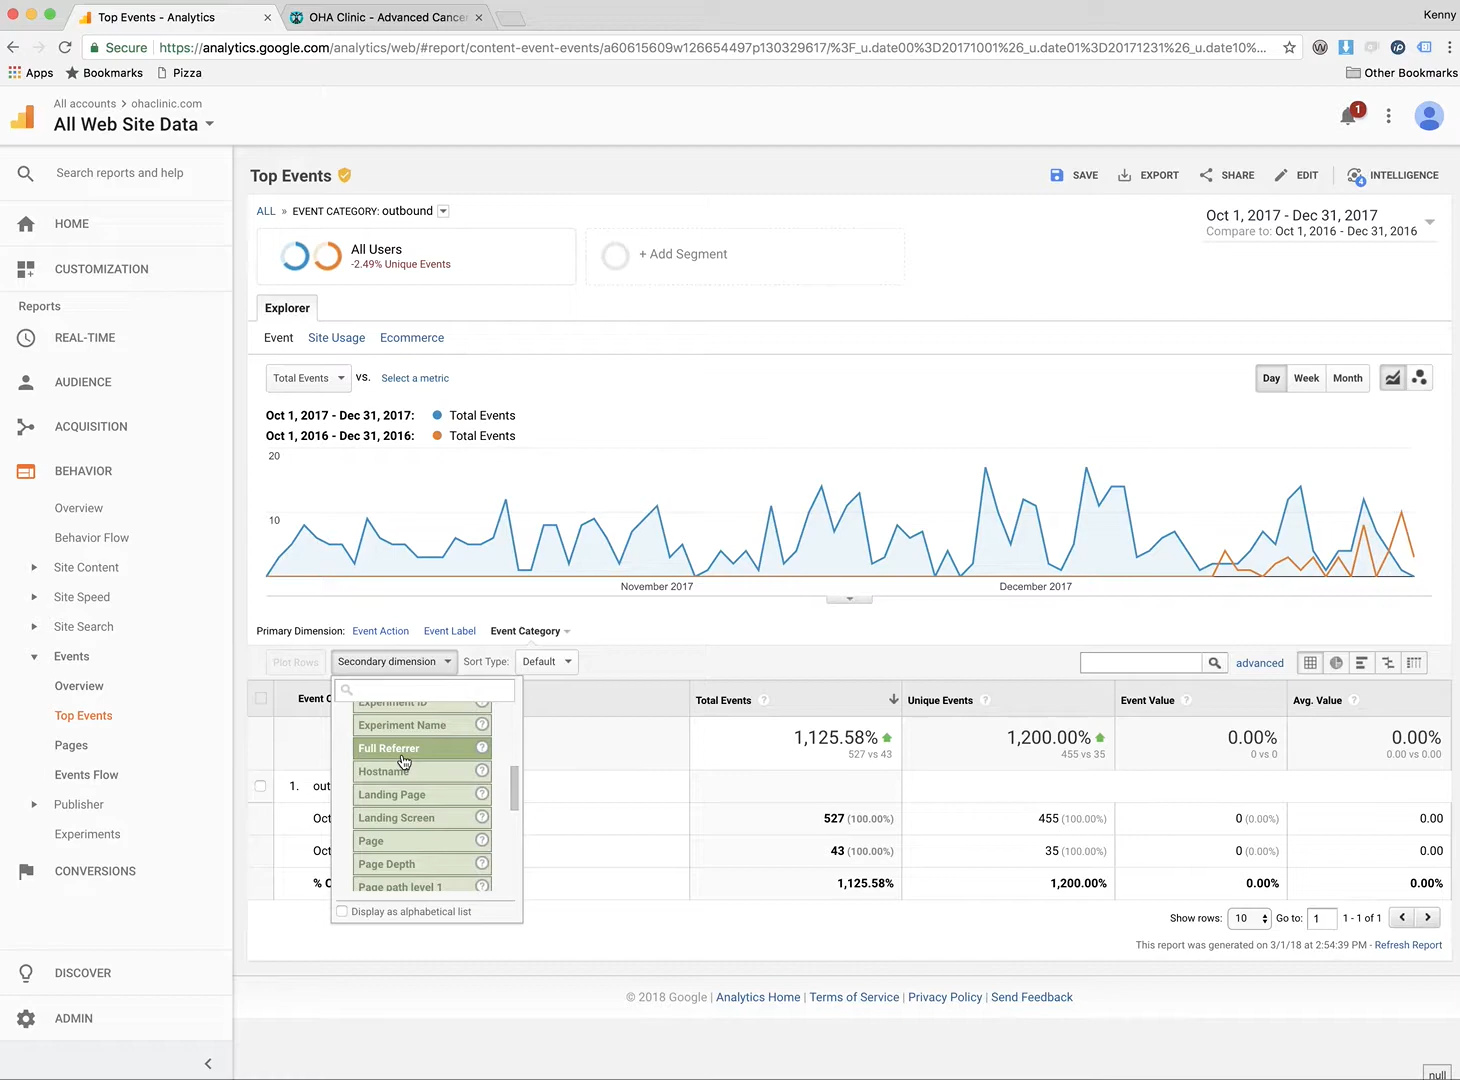 Top Events - Analytics
OHA Clinic - Advanced Cance
Kenny
Secure https://analytics.google.com/analytics/web/#report/content-event-events/a60615609w126654497p130329617/%3F_u.date00%3D20171001%26_u.date01%3D20171231%26_u.date10%...
Apps Bookmarks Pizza Other Bookmarks
All accounts > ohaclinic.com
All Web Site Data
1
Search reports and help
HOME
CUSTOMIZATION
Reports
REAL-TIME
AUDIENCE
ACQUISITION
BEHAVIOR
Overview
Behavior Flow
Site Content
Site Speed
Site Search
Events
Overview
Top Events
Pages
Events Flow
Publisher
Experiments
CONVERSIONS
DISCOVER
ADMIN
Top Events
SAVE EXPORT SHARE EDIT 4 INTELLIGENCE
ALL » EVENT CATEGORY: outbound
Oct 1, 2017 - Dec 31, 2017
Compare to: Oct 1, 2016 - Dec 31, 2016
All Users
-2.49% Unique Events
+ Add Segment
Explorer
Event Site Usage Ecommerce
Total Events vs. Select a metric
Day Week Month
Oct 1, 2017 - Dec 31, 2017: Total Events
Oct 1, 2016 - Dec 31, 2016: Total Events
20
10
November 2017 December 2017
Primary Dimension: Event Action Event Label Event Category
Plot Rows Secondary dimension Sort Type: Default advanced
Event C Total Events ? Unique Events ? Event Value ? Avg. Value ?
1,125.58% 1,200.00% 0.00% 0.00%
527 vs 43 455 vs 35 0 vs 0 0.00 vs 0.00
1. out
Oct 527 (100.00%) 455 (100.00%) 0 (0.00%) 0.00
Oct 43 (100.00%) 35 (100.00%) 0 (0.00%) 0.00
% C 1,125.58% 1,200.00% 0.00% 0.00%
Experiment ID ?
Experiment Name ?
Full Referrer ?
Hostname ?
Landing Page ?
Landing Screen ?
Page ?
Page Depth ?
Page path level 1 ?
Display as alphabetical list
Show rows: 10 Go to: 1 1 - 1 of 1
This report was generated on 3/1/18 at 2:54:39 PM - Refresh Report
© 2018 Google | Analytics Home | Terms of Service | Privacy Policy | Send Feedback
null